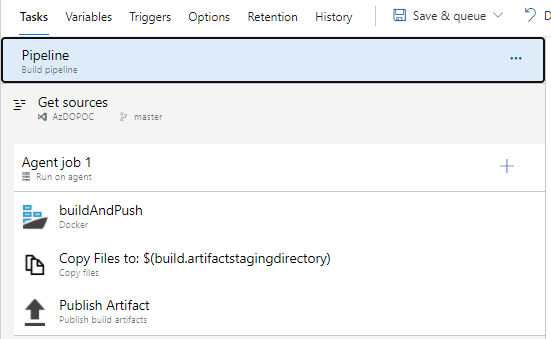 Tasks Variables Triggers Options Retention History Save & queue D
Pipeline
Build pipeline
Get sources
AzDOPOC master
Agent job 1
Run on agent
buildAndPush
Docker
Copy Files to: $(build.artifactstagingdirectory)
Copy files
Publish Artifact
Publish build artifacts